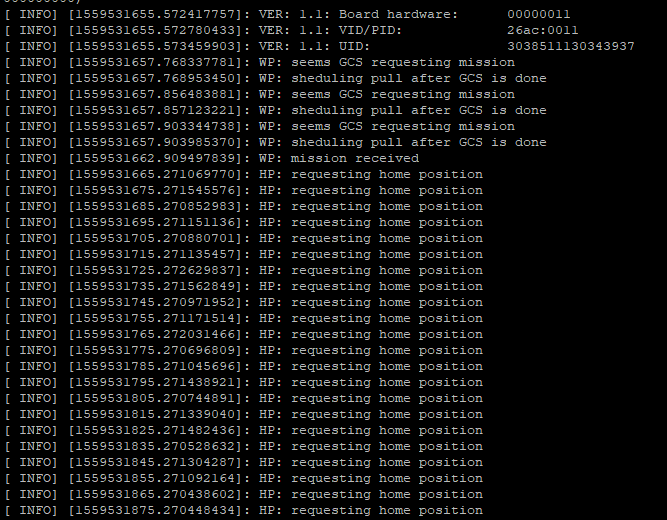 [ INFO] [1559531655.572417757]: VER: 1.1: Board hardware:      00000011
[ INFO] [1559531655.572780433]: VER: 1.1: VID/PID:             26ac:0011
[ INFO] [1559531655.573459903]: VER: 1.1: UID:                 3038511130343937
[ INFO] [1559531657.768337781]: WP: seems GCS requesting mission
[ INFO] [1559531657.768953450]: WP: sheduling pull after GCS is done
[ INFO] [1559531657.856483881]: WP: seems GCS requesting mission
[ INFO] [1559531657.857123221]: WP: sheduling pull after GCS is done
[ INFO] [1559531657.903344738]: WP: seems GCS requesting mission
[ INFO] [1559531657.903985370]: WP: sheduling pull after GCS is done
[ INFO] [1559531662.909497839]: WP: mission received
[ INFO] [1559531665.271069770]: HP: requesting home position
[ INFO] [1559531675.271545576]: HP: requesting home position
[ INFO] [1559531685.270852983]: HP: requesting home position
[ INFO] [1559531695.271151136]: HP: requesting home position
[ INFO] [1559531705.270880701]: HP: requesting home position
[ INFO] [1559531715.271135457]: HP: requesting home position
[ INFO] [1559531725.272629837]: HP: requesting home position
[ INFO] [1559531735.271562849]: HP: requesting home position
[ INFO] [1559531745.270971952]: HP: requesting home position
[ INFO] [1559531755.271171514]: HP: requesting home position
[ INFO] [1559531765.272031466]: HP: requesting home position
[ INFO] [1559531775.270696809]: HP: requesting home position
[ INFO] [1559531785.271045696]: HP: requesting home position
[ INFO] [1559531795.271438921]: HP: requesting home position
[ INFO] [1559531805.270744891]: HP: requesting home position
[ INFO] [1559531815.271339040]: HP: requesting home position
[ INFO] [1559531825.271482436]: HP: requesting home position
[ INFO] [1559531835.270528632]: HP: requesting home position
[ INFO] [1559531845.271304287]: HP: requesting home position
[ INFO] [1559531855.271092164]: HP: requesting home position
[ INFO] [1559531865.270438602]: HP: requesting home position
[ INFO] [1559531875.270448434]: HP: requesting home position